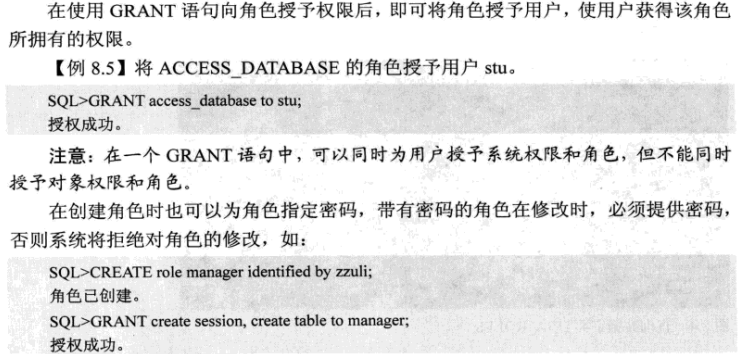 在使用 GRANT 语句向角色授予权限后，即可将角色授予用户，使用户获得该角色
所拥有的权限。
【例 8.5】将 ACCESS_DATABASE 的角色授予用户 stu。
SQL>GRANT access_database to stu;
授权成功。
注意：在一个 GRANT 语句中，可以同时为用户授予系统权限和角色，但不能同时
授予对象权限和角色。
在创建角色时也可以为角色指定密码，带有密码的角色在修改时，必须提供密码，
否则系统将拒绝对角色的修改，如：
SQL>CREATE role manager identified by zzuli;
角色已创建。
SQL>GRANT create session, create table to manager;
授权成功。